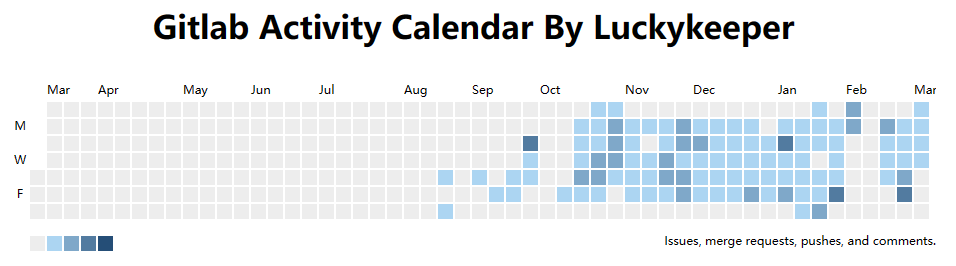 Gitlab Activity Calendar By Luckykeeper
Mar Apr May Jun Jul Aug Sep Oct Nov Dec Jan Feb Mar
M
W
F
Issues, merge requests, pushes, and comments.